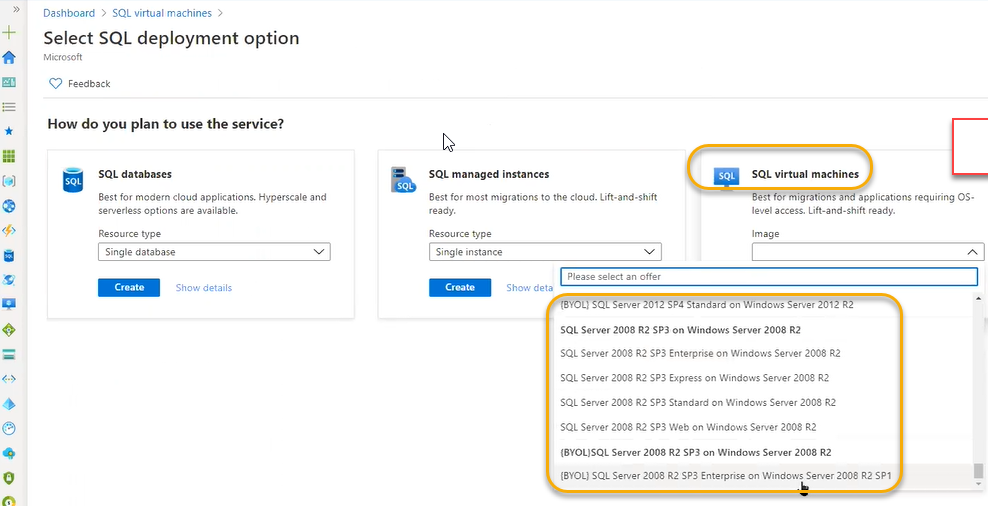 Dashboard > SQL virtual machines >
Select SQL deployment option
Microsoft
Feedback
How do you plan to use the service?
SQL
SQL databases
Best for modern cloud applications. Hyperscale and
serverless options are available.
Resource type
Single database
Create Show details
SQL
SQL managed instances
Best for most migrations to the cloud. Lift-and-shift
ready.
Resource type
Single instance
Create Show deta
SQL
SQL virtual machines
Best for migrations and applications requiring OS-
level access. Lift-and-shift ready.
Image
Please select an offer
(BYOL) SQL Server 2012 SP4 Standard on Windows Server 2012 R2
SQL Server 2008 R2 SP3 on Windows Server 2008 R2
SQL Server 2008 R2 SP3 Enterprise on Windows Server 2008 R2
SQL Server 2008 R2 SP3 Express on Windows Server 2008 R2
SQL Server 2008 R2 SP3 Standard on Windows Server 2008 R2
SQL Server 2008 R2 SP3 Web on Windows Server 2008 R2
(BYOL)SQL Server 2008 R2 SP3 on Windows Server 2008 R2
(BYOL) SQL Server 2008 R2 SP3 Enterprise on Windows Server 2008 R2 SP1